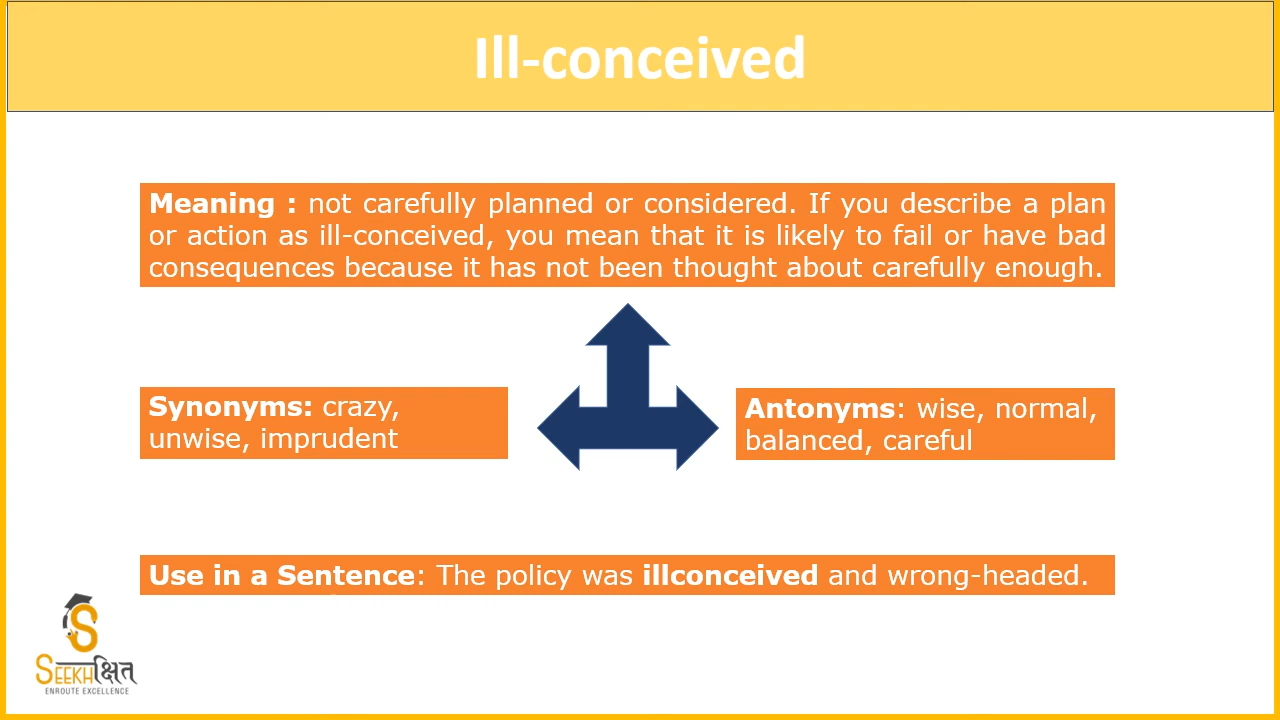 Ill-conceived
Meaning : not carefully planned or considered. If you describe a plan
or action as ill-conceived, you mean that it is likely to fail or have bad
consequences because it has not been thought about carefully enough.
Synonyms: crazy,
unwise, imprudent
Antonyms: wise, normal,
balanced, careful
Use in a Sentence: The policy was illconceived and wrong-headed.
S
SEEKHक्षित
ENROUTE EXCELLENCE